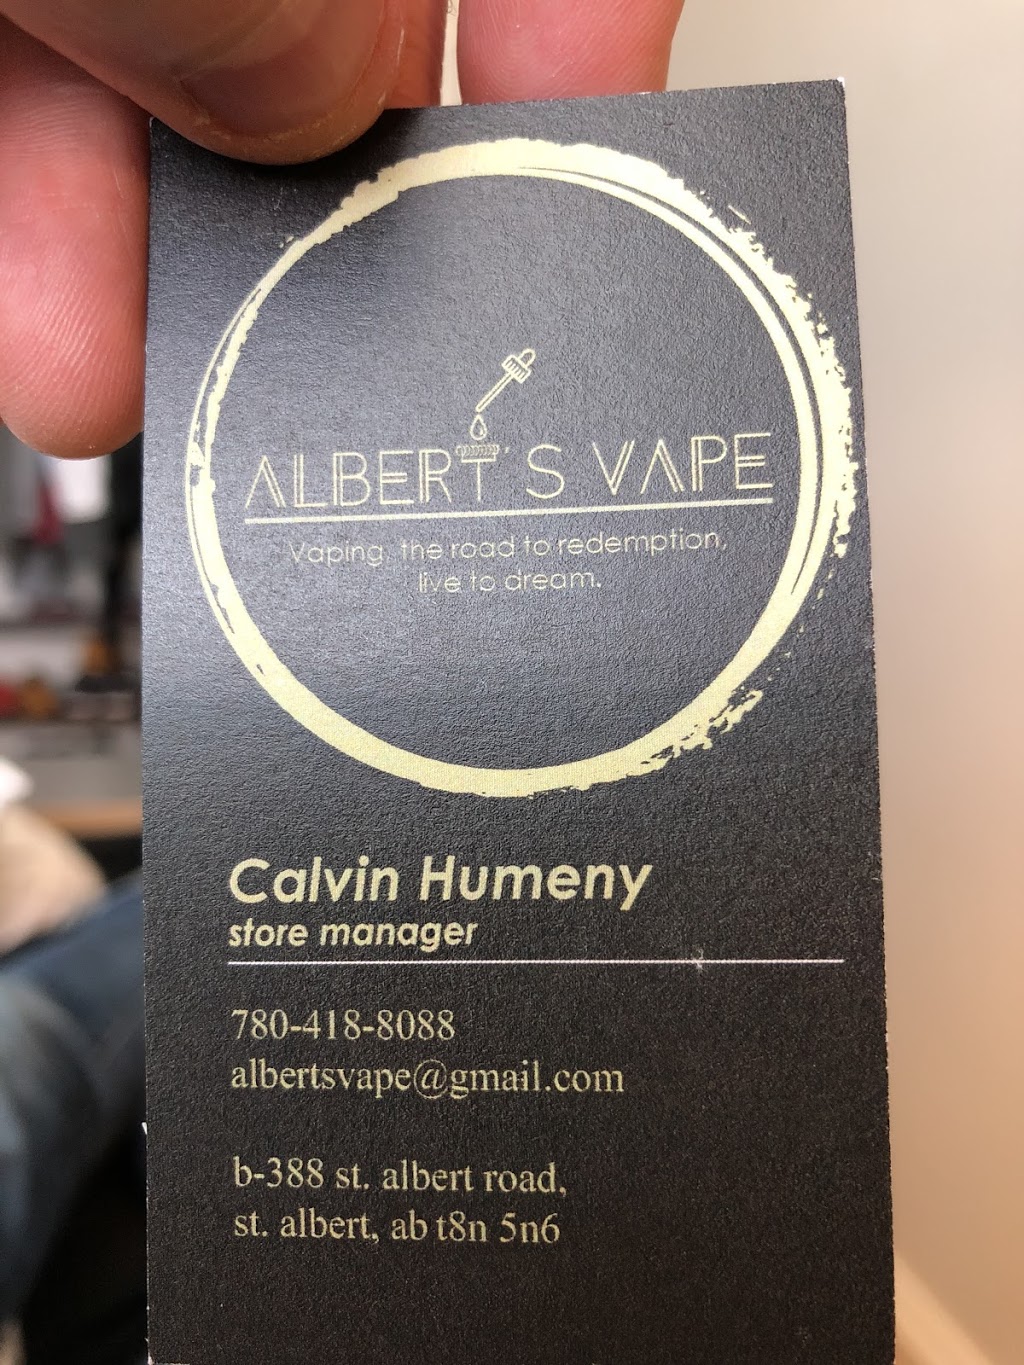 ALBERT'S VAPE
Vaping the road to redemption,
live to dream.
Calvin Humeny
store manager
780-418-8088
albertsvape@gmail.com
b-388 st. albert road,
st. albert, ab t8n 5n6